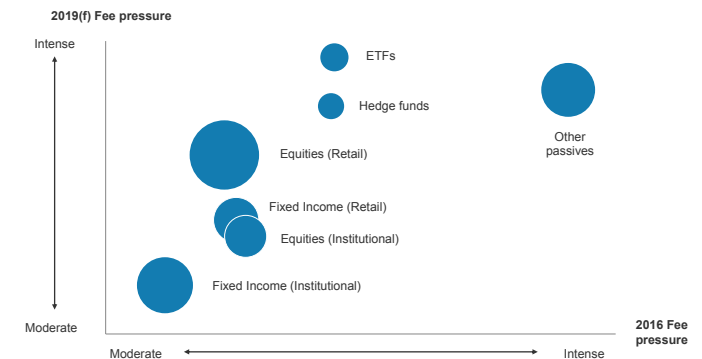 2019(f) Fee pressure
Intense
ETFs
Hedge funds
Other
passives
Equities (Retail)
Fixed Income (Retail)
Equities (Institutional)
Fixed Income (Institutional)
Moderate
2016 Fee
pressure
Moderate
Intense